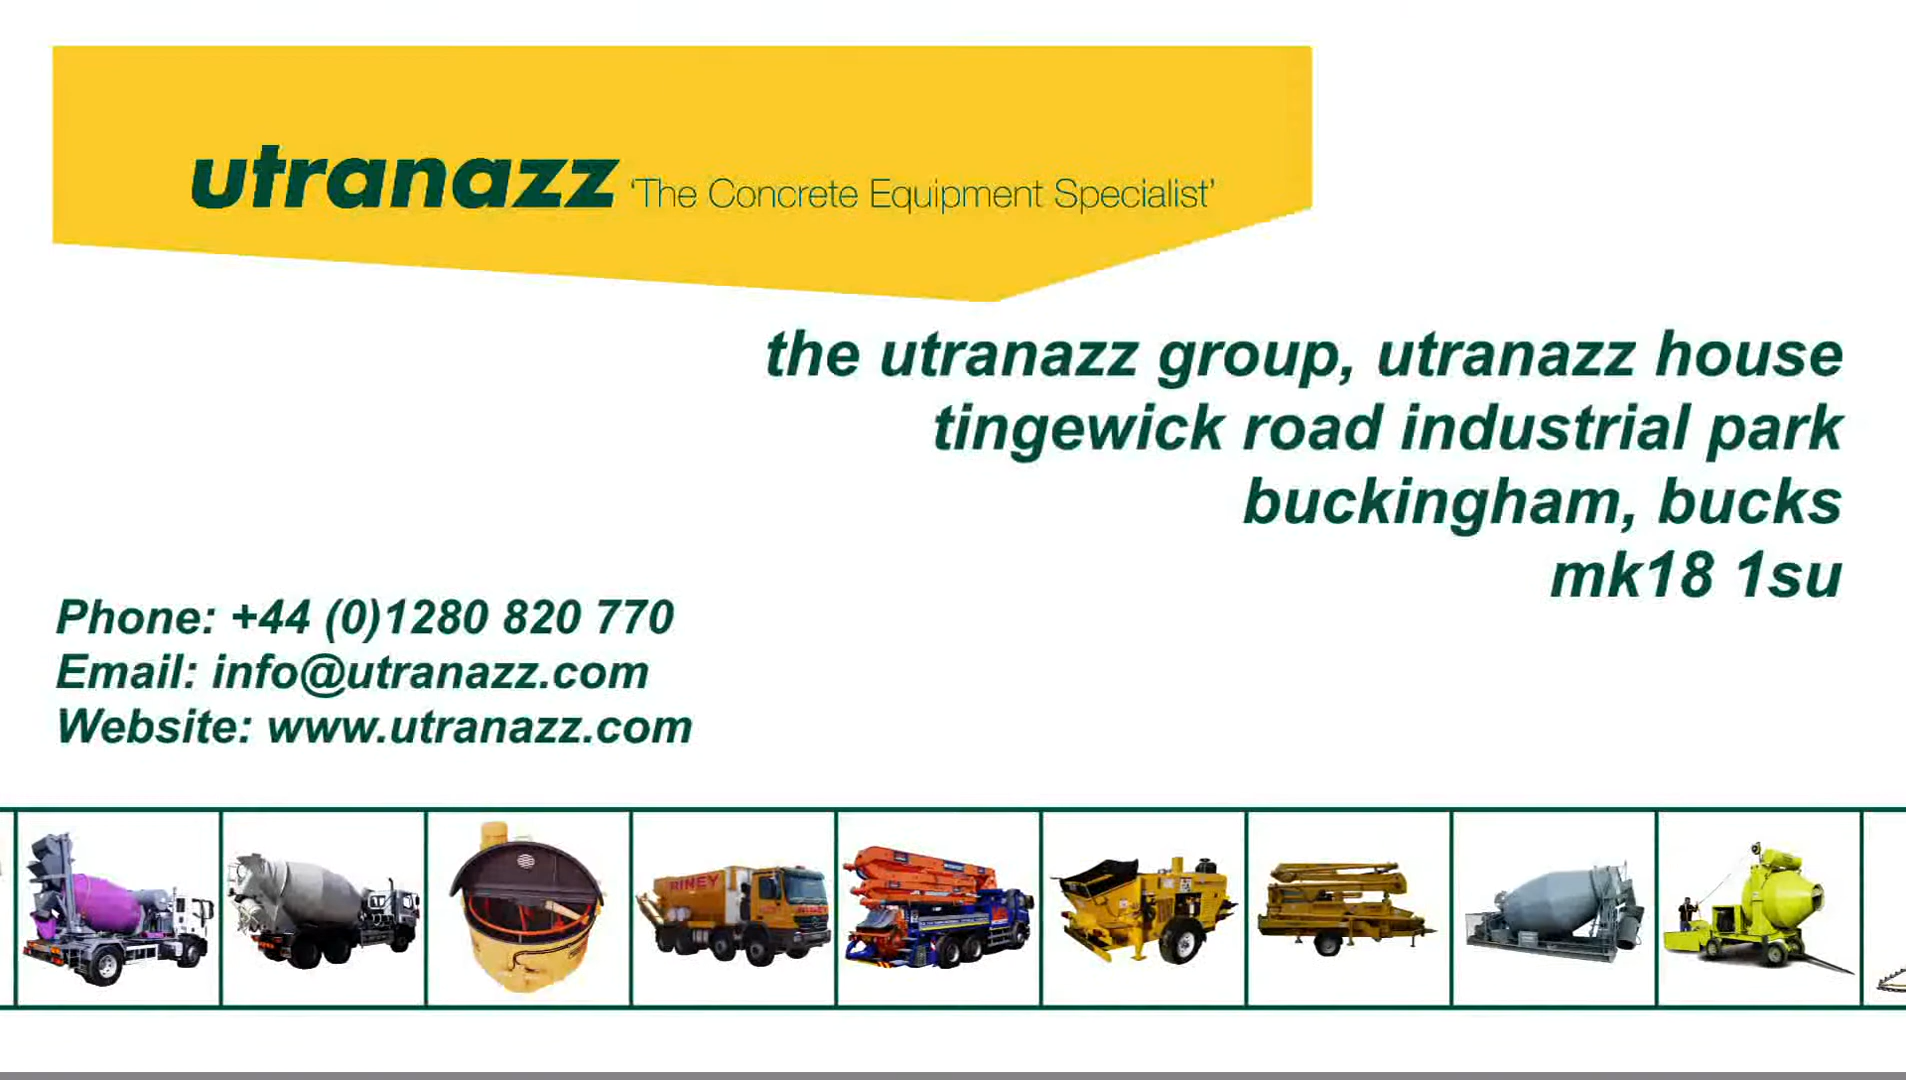 utranazz 'The Concrete Equipment Specialist'
the utranazz group, utranazz house
tingewick road industrial park
buckingham, bucks
mk18 1su
Phone: +44 (0)1280 820 770
Email: info@utranazz.com
Website: www.utranazz.com
RINEY